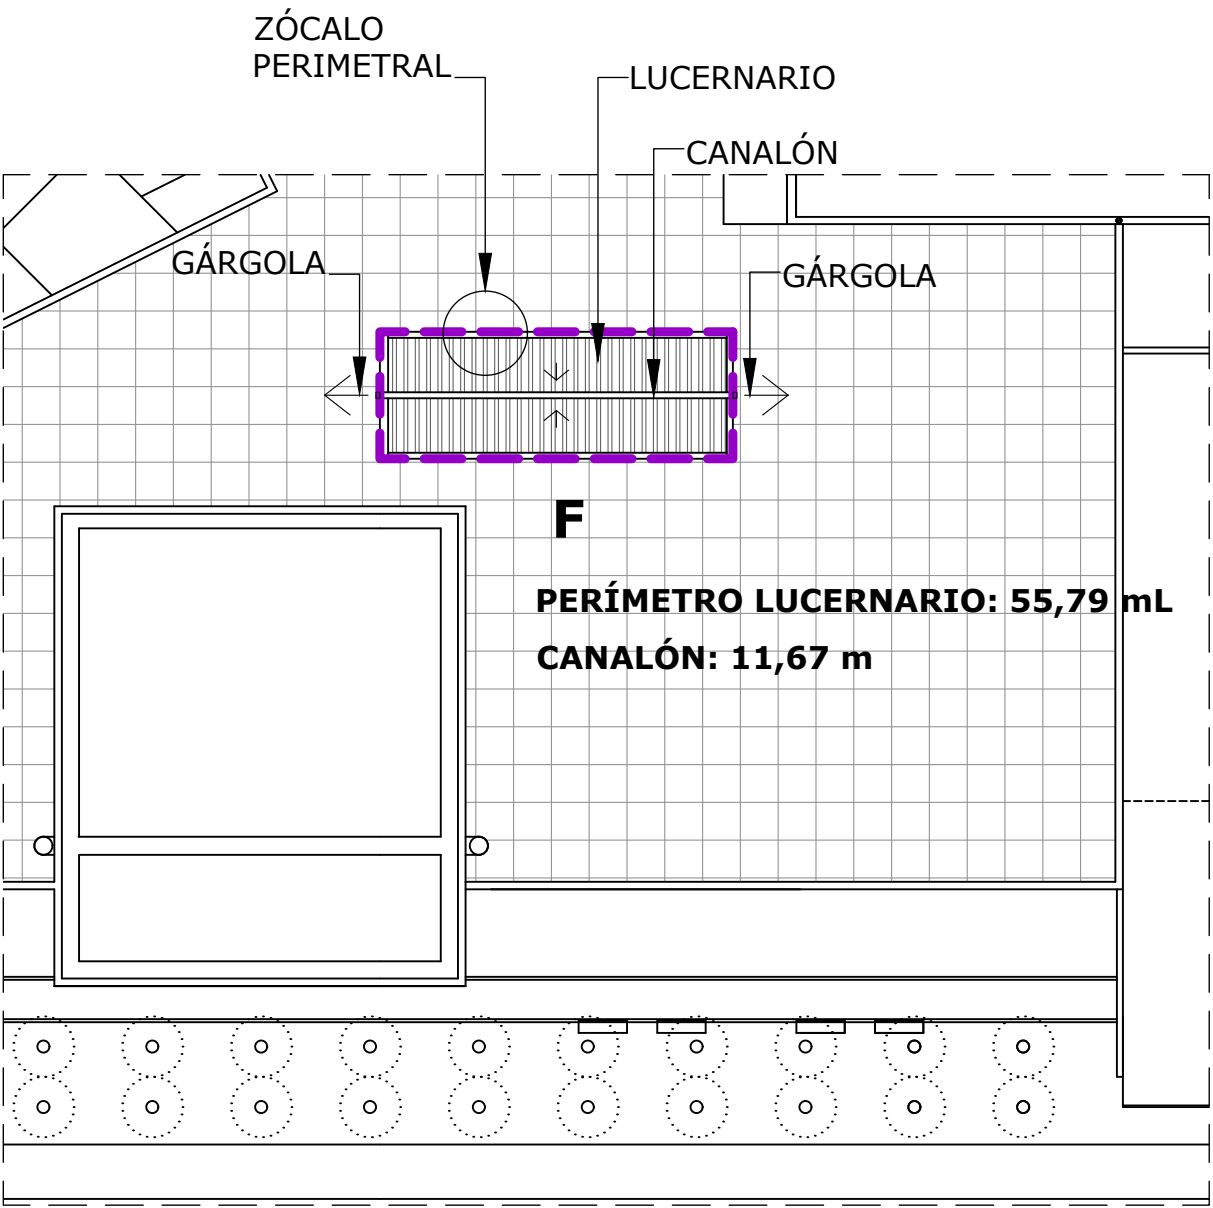 ZÓCALO
PERIMETRAL
LUCERNARIO
CANALÓN
GÁRGOLA
GÁRGOLA
F
PERÍMETRO LUCERNARIO: 55,79 mL
CANALÓN: 11,67 m